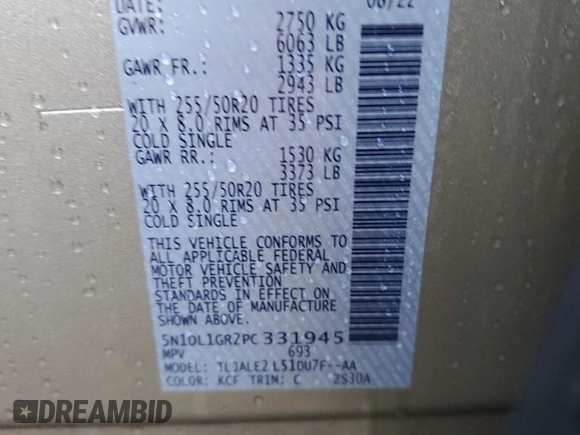 DATE: 08/22
GVWR: 2750 KG
6063 LB
GAWR FR.: 1335 KG
2943 LB
WITH 255/50R20 TIRES
20 X 8.0 RIMS AT 35 PSI
COLD SINGLE
GAWR RR.: 1530 KG
3373 LB
WITH 255/50R20 TIRES
20 X 8.0 RIMS AT 35 PSI
COLD SINGLE
THIS VEHICLE CONFORMS TO
ALL APPLICABLE FEDERAL
MOTOR VEHICLE SAFETY AND
THEFT PREVENTION
STANDARDS IN EFFECT ON
THE DATE OF MANUFACTURE
SHOWN ABOVE.
5N1DL1GR2PC331945
MPV 693
MODEL: TLJALE2 L51DU7F--AA
COLOR: KCF TRIM: C ZS30A
DREAMBID